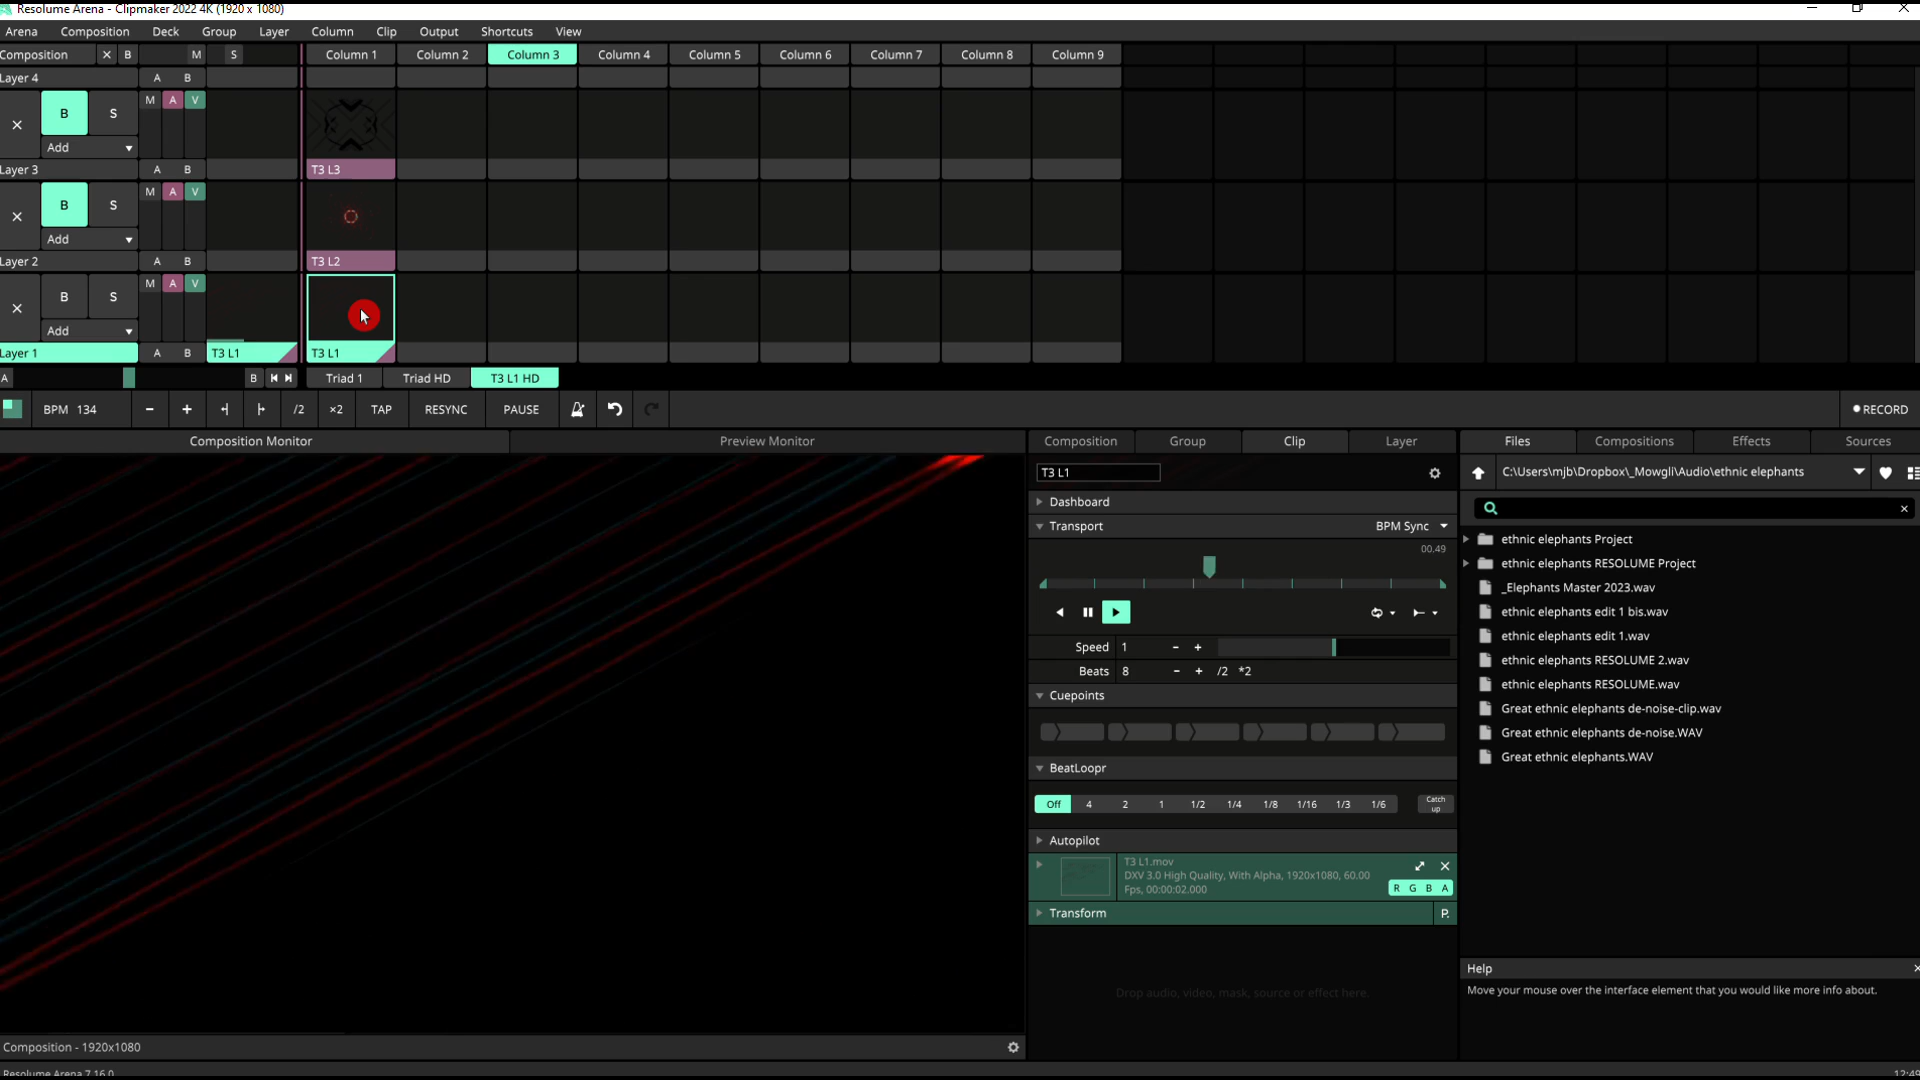 Resolume Arena - Clipmaker 2022 4K (1920 x 1080)
Arena Composition Deck Group Layer Column Clip Output Shortcuts View
Composition B M S Column 1 Column 2 Column 3 Column 4 Column 5 Column 6 Column 7 Column 8 Column 9
Layer 4 A B
B S M A V
Add
Layer 3 A B T3 L3
B S M A V
Add
Layer 2 A B T3 L2
B S M A V
Add
Layer 1 A B T3 L1 T3 L1
A B Triad 1 Triad HD T3 L1 HD
BPM 134 - + /2 ×2 TAP RESYNC PAUSE RECORD
Composition Monitor Preview Monitor Composition Group Clip Layer Files Compositions Effects Sources
T3 L1
C:\Users\mjb\Dropbox\_Mowgli\Audio\ethnic elephants
Dashboard
Transport BPM Sync
00.49
Speed 1 - +
Beats 8 - + /2 *2
Cuepoints
BeatLoopr
Off 4 2 1 1/2 1/4 1/8 1/16 1/3 1/6 Catch up
Autopilot
T3 L1.mov
DXV 3.0 High Quality, With Alpha, 1920x1080, 60.00
Fps, 00:00:02.000
R G B A
Transform P.
Drop audio, video, mask, source or effect here.
ethnic elephants Project
ethnic elephants RESOLUME Project
_Elephants Master 2023.wav
ethnic elephants edit 1 bis.wav
ethnic elephants edit 1.wav
ethnic elephants RESOLUME 2.wav
ethnic elephants RESOLUME.wav
Great ethnic elephants de-noise-clip.wav
Great ethnic elephants de-noise.WAV
Great ethnic elephants.WAV
Help
Move your mouse over the interface element that you would like more info about.
Composition - 1920x1080
Resolume Arena 7.16.0 12:49